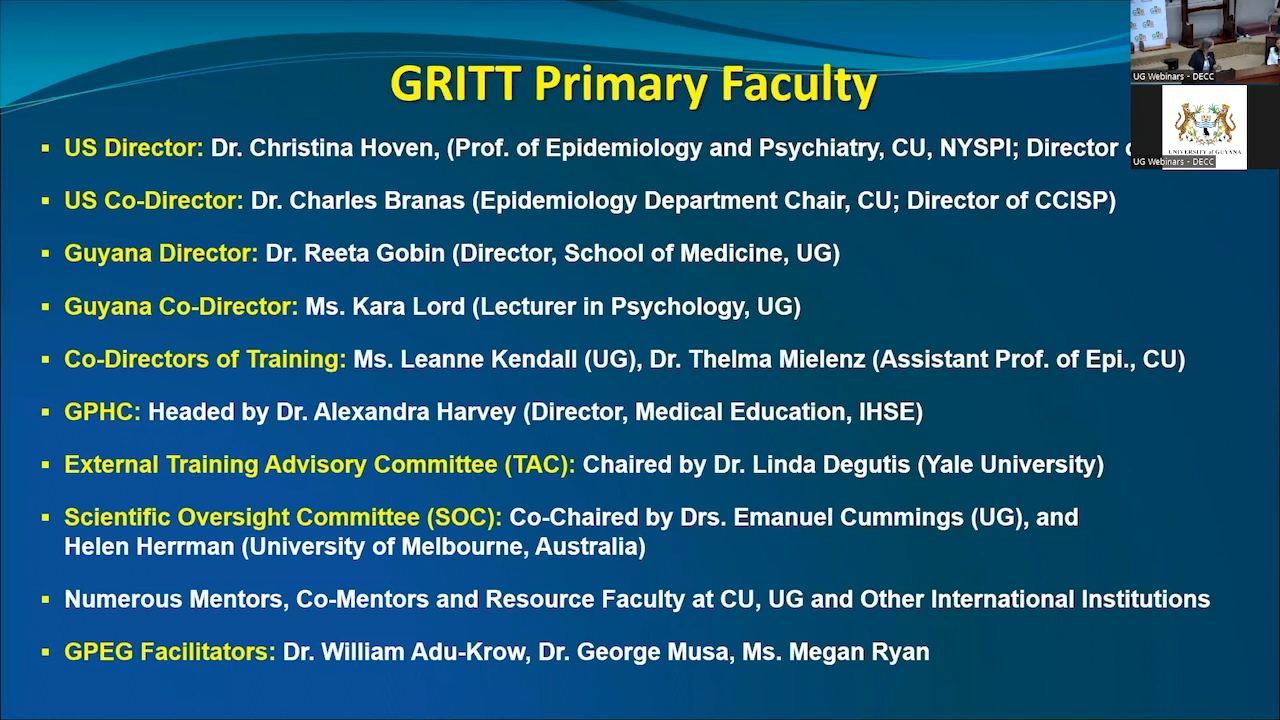 GRITT Primary Faculty
UG Webinars - DECC
▪ US Director: Dr. Christina Hoven, (Prof. of Epidemiology and Psychiatry, CU, NYSPI; Director
UNIVERSITY of GUYANA
UG Webinars - DECC
▪ US Co-Director: Dr. Charles Branas (Epidemiology Department Chair, CU; Director of CCISP)
▪ Guyana Director: Dr. Reeta Gobin (Director, School of Medicine, UG)
▪ Guyana Co-Director: Ms. Kara Lord (Lecturer in Psychology, UG)
▪ Co-Directors of Training: Ms. Leanne Kendall (UG), Dr. Thelma Mielenz (Assistant Prof. of Epi., CU)
▪ GPHC: Headed by Dr. Alexandra Harvey (Director, Medical Education, IHSE)
▪ External Training Advisory Committee (TAC): Chaired by Dr. Linda Degutis (Yale University)
▪ Scientific Oversight Committee (SOC): Co-Chaired by Drs. Emanuel Cummings (UG), and
Helen Herrman (University of Melbourne, Australia)
▪ Numerous Mentors, Co-Mentors and Resource Faculty at CU, UG and Other International Institutions
▪ GPEG Facilitators: Dr. William Adu-Krow, Dr. George Musa, Ms. Megan Ryan